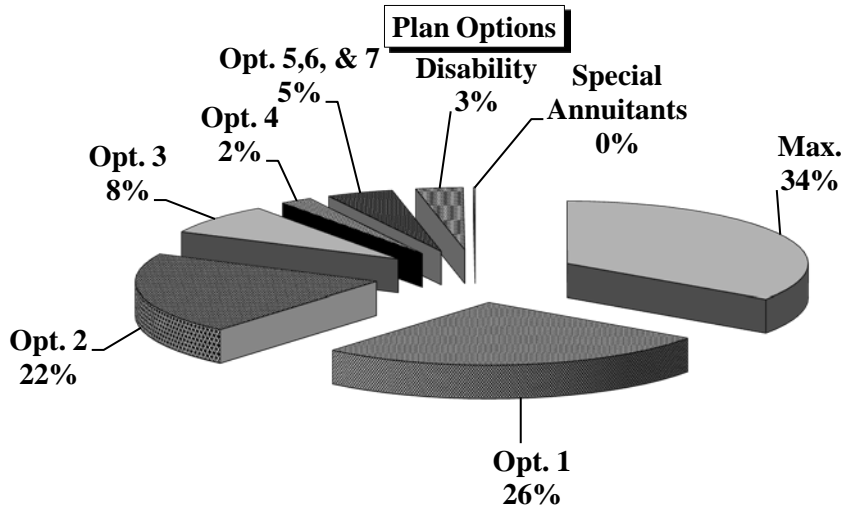 Plan Options
Opt. 5,6, & 7
5%
Disability
3%
Special
Annuitants
0%
Opt. 4
2%
Opt. 3
8%
Max.
34%
Opt. 2
22%
Opt. 1
26%